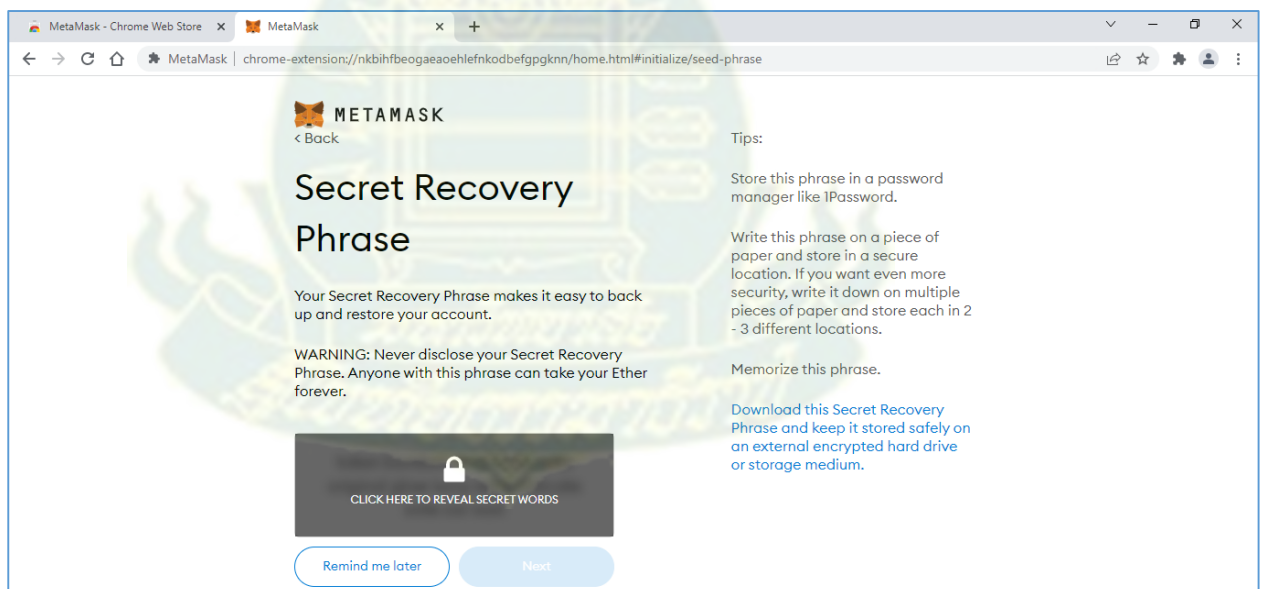 MetaMask - Chrome Web Store
MetaMask
MetaMask
chrome-extension://nkbihfbeogaeaoehlefnkodbefgpgknn/home.html#initialize/seed-phrase
METAMASK
< Back
Secret Recovery
Phrase
Your Secret Recovery Phrase makes it easy to back
up and restore your account.
WARNING: Never disclose your Secret Recovery
Phrase. Anyone with this phrase can take your Ether
forever.
CLICK HERE TO REVEAL SECRET WORDS
Remind me later
Next
Tips:
Store this phrase in a password
manager like 1Password.
Write this phrase on a piece of
paper and store in a secure
location. If you want even more
security, write it down on multiple
pieces of paper and store each in 2
- 3 different locations.
Memorize this phrase.
Download this Secret Recovery
Phrase and keep it stored safely on
an external encrypted hard drive
or storage medium.